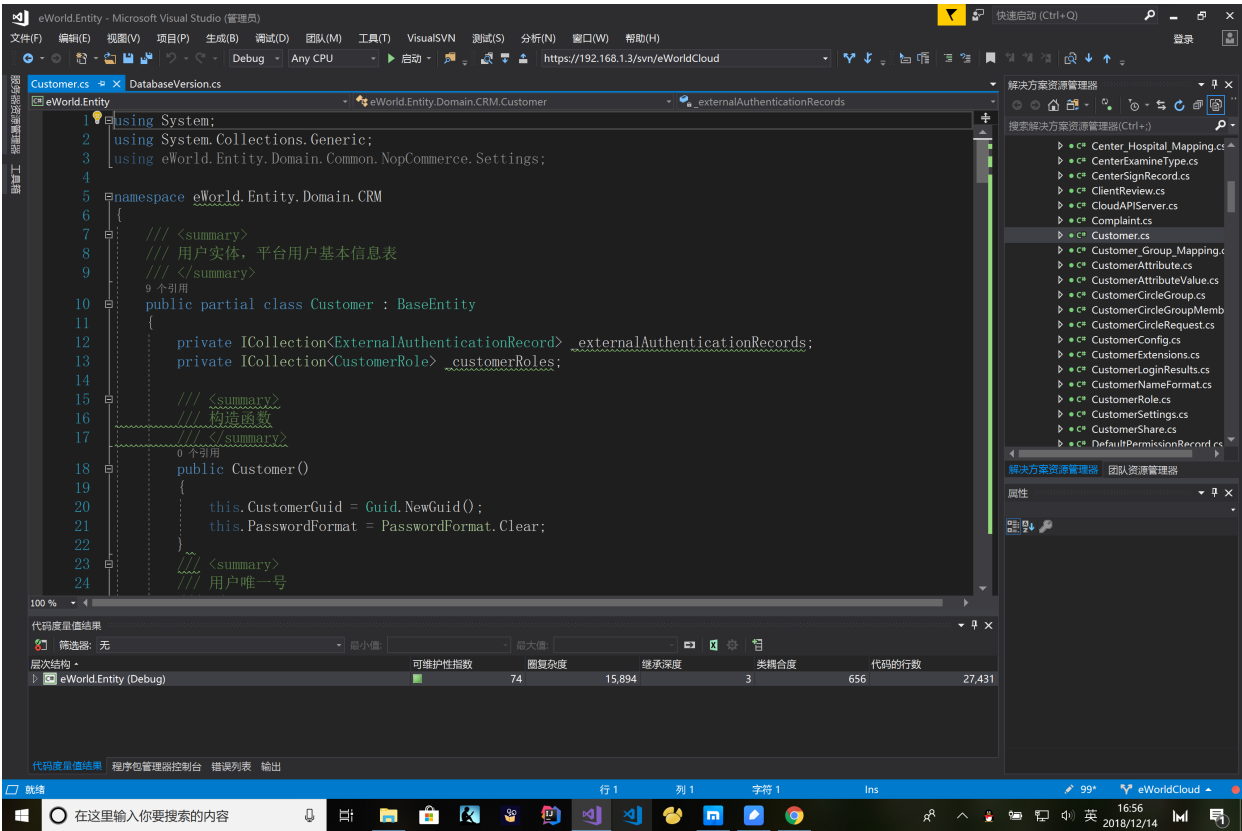 eWorld.Entity - Microsoft Visual Studio (管理员)
快速启动 (Ctrl+Q)
文件(F) 编辑(E) 视图(V) 项目(P) 生成(B) 调试(D) 团队(M) 工具(T) VisualSVN 测试(S) 分析(N) 窗口(W) 帮助(H)
登录
Debug Any CPU 启动 https://192.168.1.3/svn/eWorldCloud
服务器资源管理器
工具箱
Customer.cs DatabaseVersion.cs
eWorld.Entity eWorld.Entity.Domain.CRM.Customer _externalAuthenticationRecords
1 using System;
2 using System.Collections.Generic;
3 using eWorld.Entity.Domain.Common.NopCommerce.Settings;
4
5 namespace eWorld.Entity.Domain.CRM
6 {
7 /// <summary>
8 /// 用户实体，平台用户基本信息表
9 /// </summary>
9 个引用
10 public partial class Customer : BaseEntity
11 {
12 private ICollection<ExternalAuthenticationRecord> _externalAuthenticationRecords;
13 private ICollection<CustomerRole> _customerRoles;
14
15 /// <summary>
16 /// 构造函数
17 /// </summary>
0 个引用
18 public Customer()
19 {
20 this.CustomerGuid = Guid.NewGuid();
21 this.PasswordFormat = PasswordFormat.Clear;
22 }
23 /// <summary>
24 /// 用户唯一号
100 %
解决方案资源管理器
搜索解决方案资源管理器(Ctrl+;)
C# Center_Hospital_Mapping.cs
C# CenterExamineType.cs
C# CenterSignRecord.cs
C# ClientReview.cs
C# CloudAPIServer.cs
C# Complaint.cs
C# Customer.cs
C# Customer_Group_Mapping.c
C# CustomerAttribute.cs
C# CustomerAttributeValue.cs
C# CustomerCircleGroup.cs
C# CustomerCircleGroupMemb
C# CustomerCircleRequest.cs
C# CustomerConfig.cs
C# CustomerExtensions.cs
C# CustomerLoginResults.cs
C# CustomerNameFormat.cs
C# CustomerRole.cs
C# CustomerSettings.cs
C# CustomerShare.cs
C# DefaultPermissionRecord.cs
解决方案资源管理器 团队资源管理器
属性
代码度量值结果
筛选器: 无 最小值: 最大值:
层次结构 可维护性指数 圈复杂度 继承深度 类耦合度 代码的行数
eWorld.Entity (Debug) 74 15,894 3 656 27,431
代码度量值结果 程序包管理器控制台 错误列表 输出
就绪 行 1 列 1 字符 1 Ins 99* eWorldCloud
在这里输入你要搜索的内容
英
16:56
2018/12/14